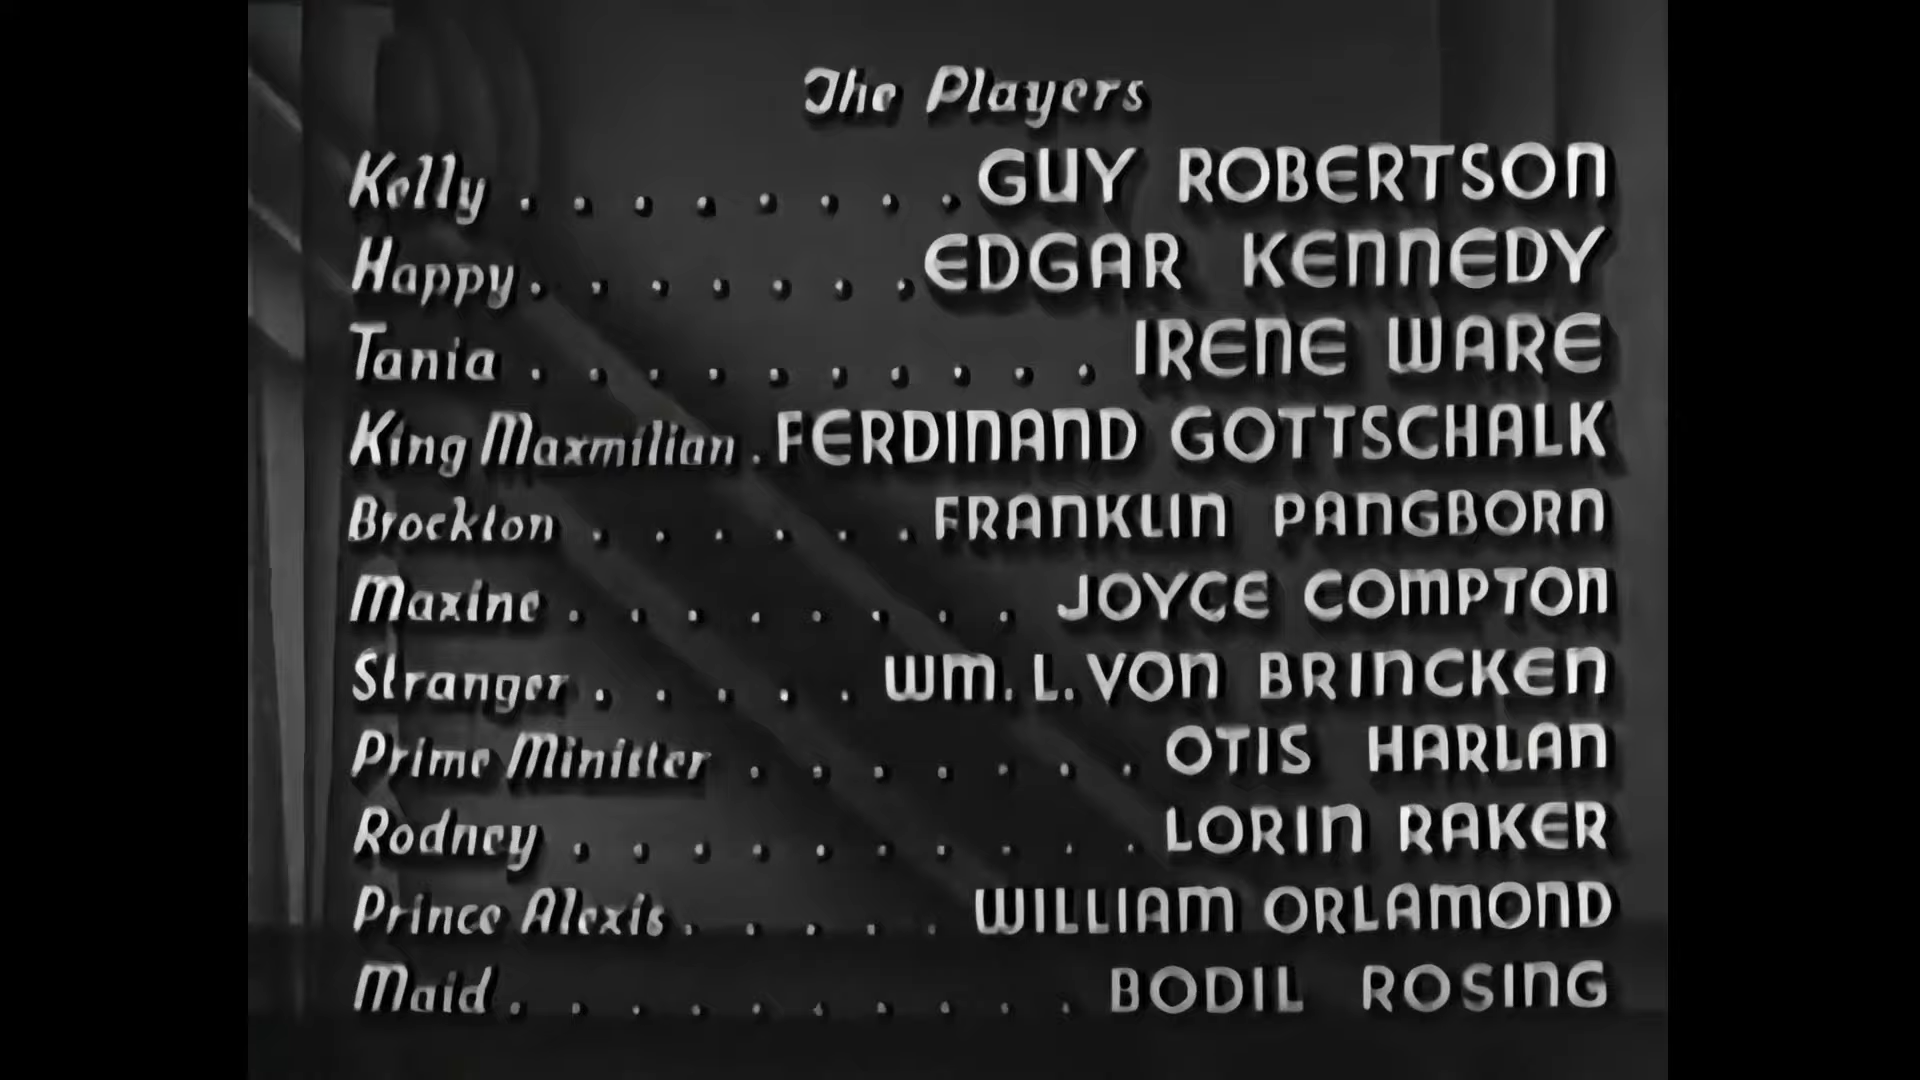 The Players
Kelly . . . . . . . . GUY ROBERTSON
Happy . . . . . . . EDGAR KENNEDY
Tania . . . . . . . . . . IRENE WARE
King Maxmilian . FERDINAND GOTTSCHALK
Brockton . . . . . . FRANKLIN PANGBORN
Maxine . . . . . . . . JOYCE COMPTON
Stranger . . . . . WM. L. VON BRINCKEN
Prime Minister . . . . . . . OTIS HARLAN
Rodney . . . . . . . . . . LORIN RAKER
Prince Alexis . . . . . WILLIAM ORLAMOND
Maid . . . . . . . . . . BODIL ROSING